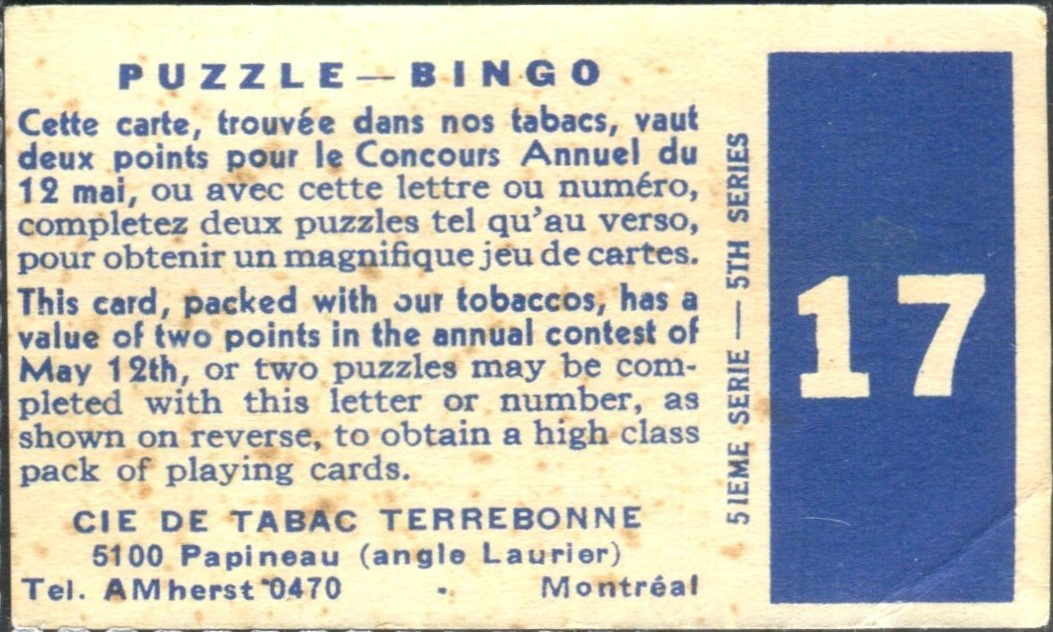 PUZZLE — BINGO
Cette carte, trouvée dans nos tabacs, vaut
deux points pour le Concours Annuel du
12 mai, ou avec cette lettre ou numéro,
completez deux puzzles tel qu'au verso,
pour obtenir un magnifique jeu de cartes.
This card, packed with our tobaccos, has a
value of two points in the annual contest of
May 12th, or two puzzles may be com-
pleted with this letter or number, as
shown on reverse, to obtain a high class
pack of playing cards.
CIE DE TABAC TERREBONNE
5100 Papineau (angle Laurier)
Tel. AMherst 0470 - Montréal
5IEME SERIE — 5TH SERIES
17